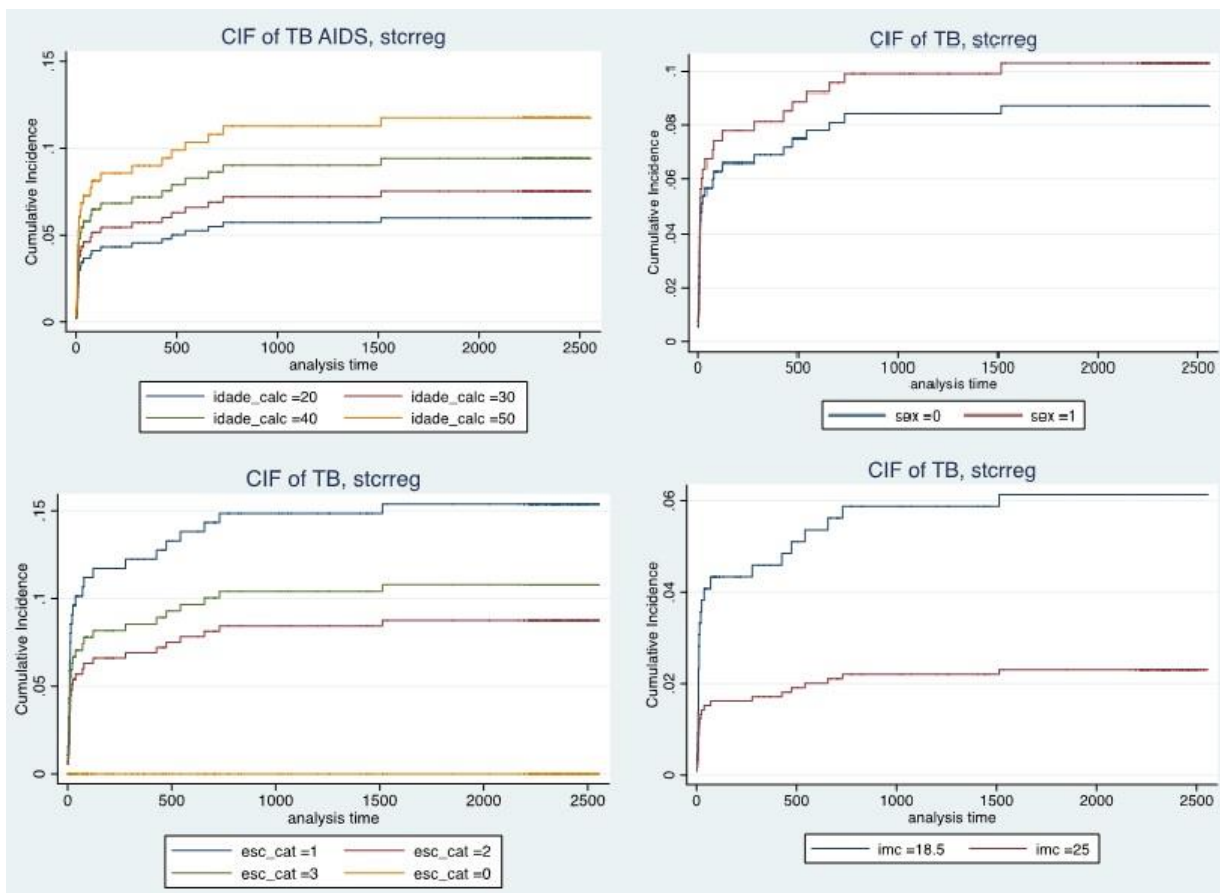 CIF of TB AIDS, stcrreg
Cumulative Incidence
.15
.1
.05
0
0 500 1000 1500 2000 2500
analysis time
idade_calc =20 idade_calc =30
idade_calc =40 idade_calc =50
CIF of TB, stcrreg
Cumulative Incidence
.1
.08
.06
.04
.02
0
0 500 1000 1500 2000 2500
analysis time
sex =0 sex =1
CIF of TB, stcrreg
Cumulative Incidence
.15
.1
.05
0
0 500 1000 1500 2000 2500
analysis time
esc_cat =1 esc_cat =2
esc_cat =3 esc_cat =0
CIF of TB, stcrreg
Cumulative Incidence
.06
.04
.02
0
0 500 1000 1500 2000 2500
analysis time
imc =18.5 imc =25